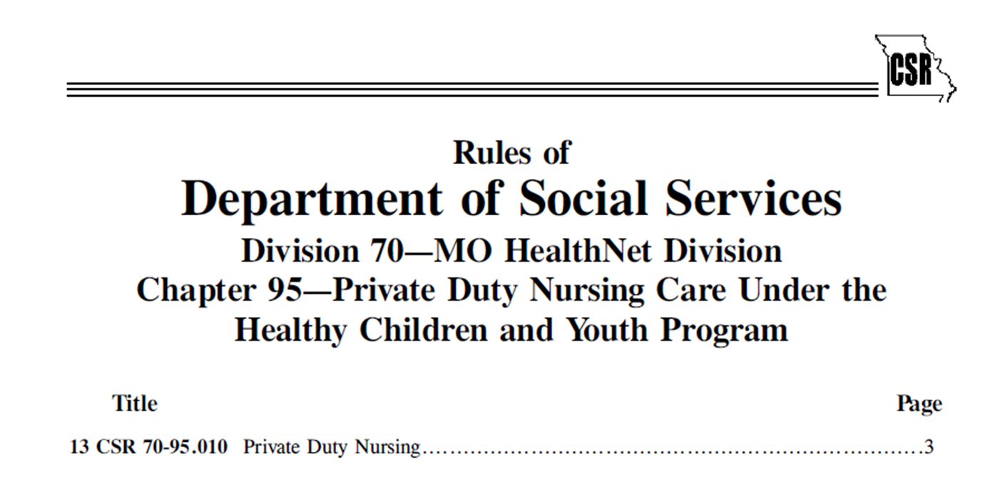 CSR
Rules of
Department of Social Services
Division 70—MO HealthNet Division
Chapter 95—Private Duty Nursing Care Under the
Healthy Children and Youth Program
Title Page
13 CSR 70-95.010 Private Duty Nursing..........................................................................3